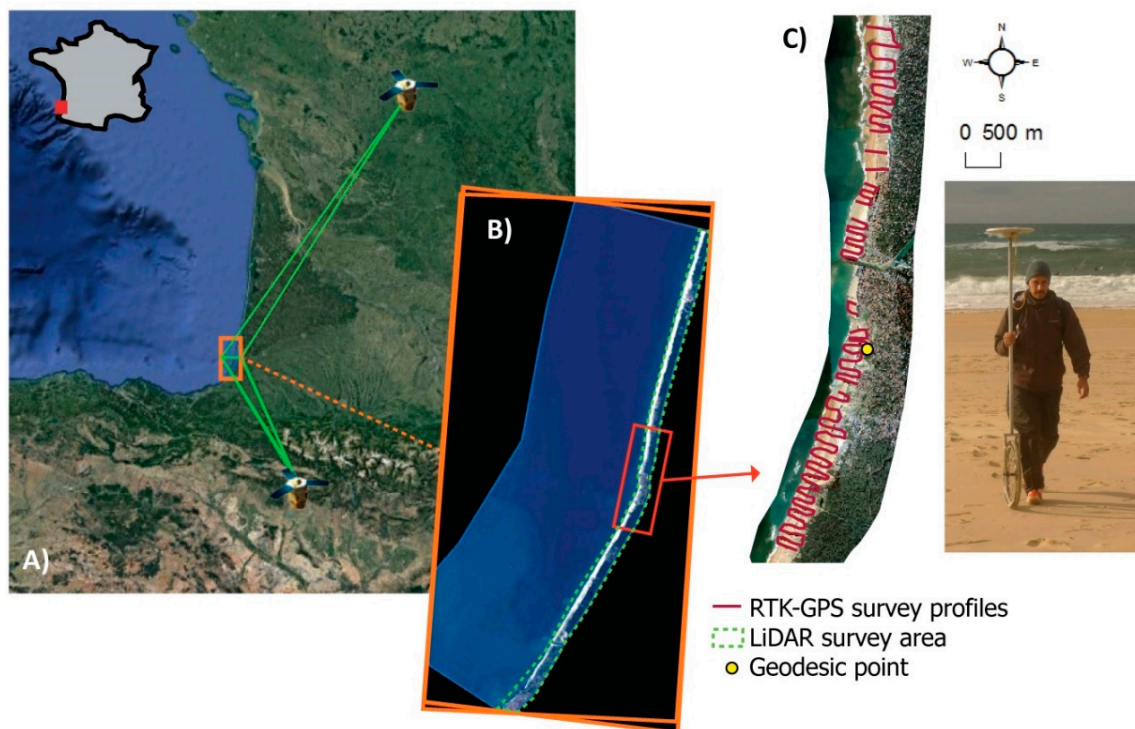 A)
B)
C)
N
W E
S
0 500 m
RTK-GPS survey profiles
LiDAR survey area
Geodesic point